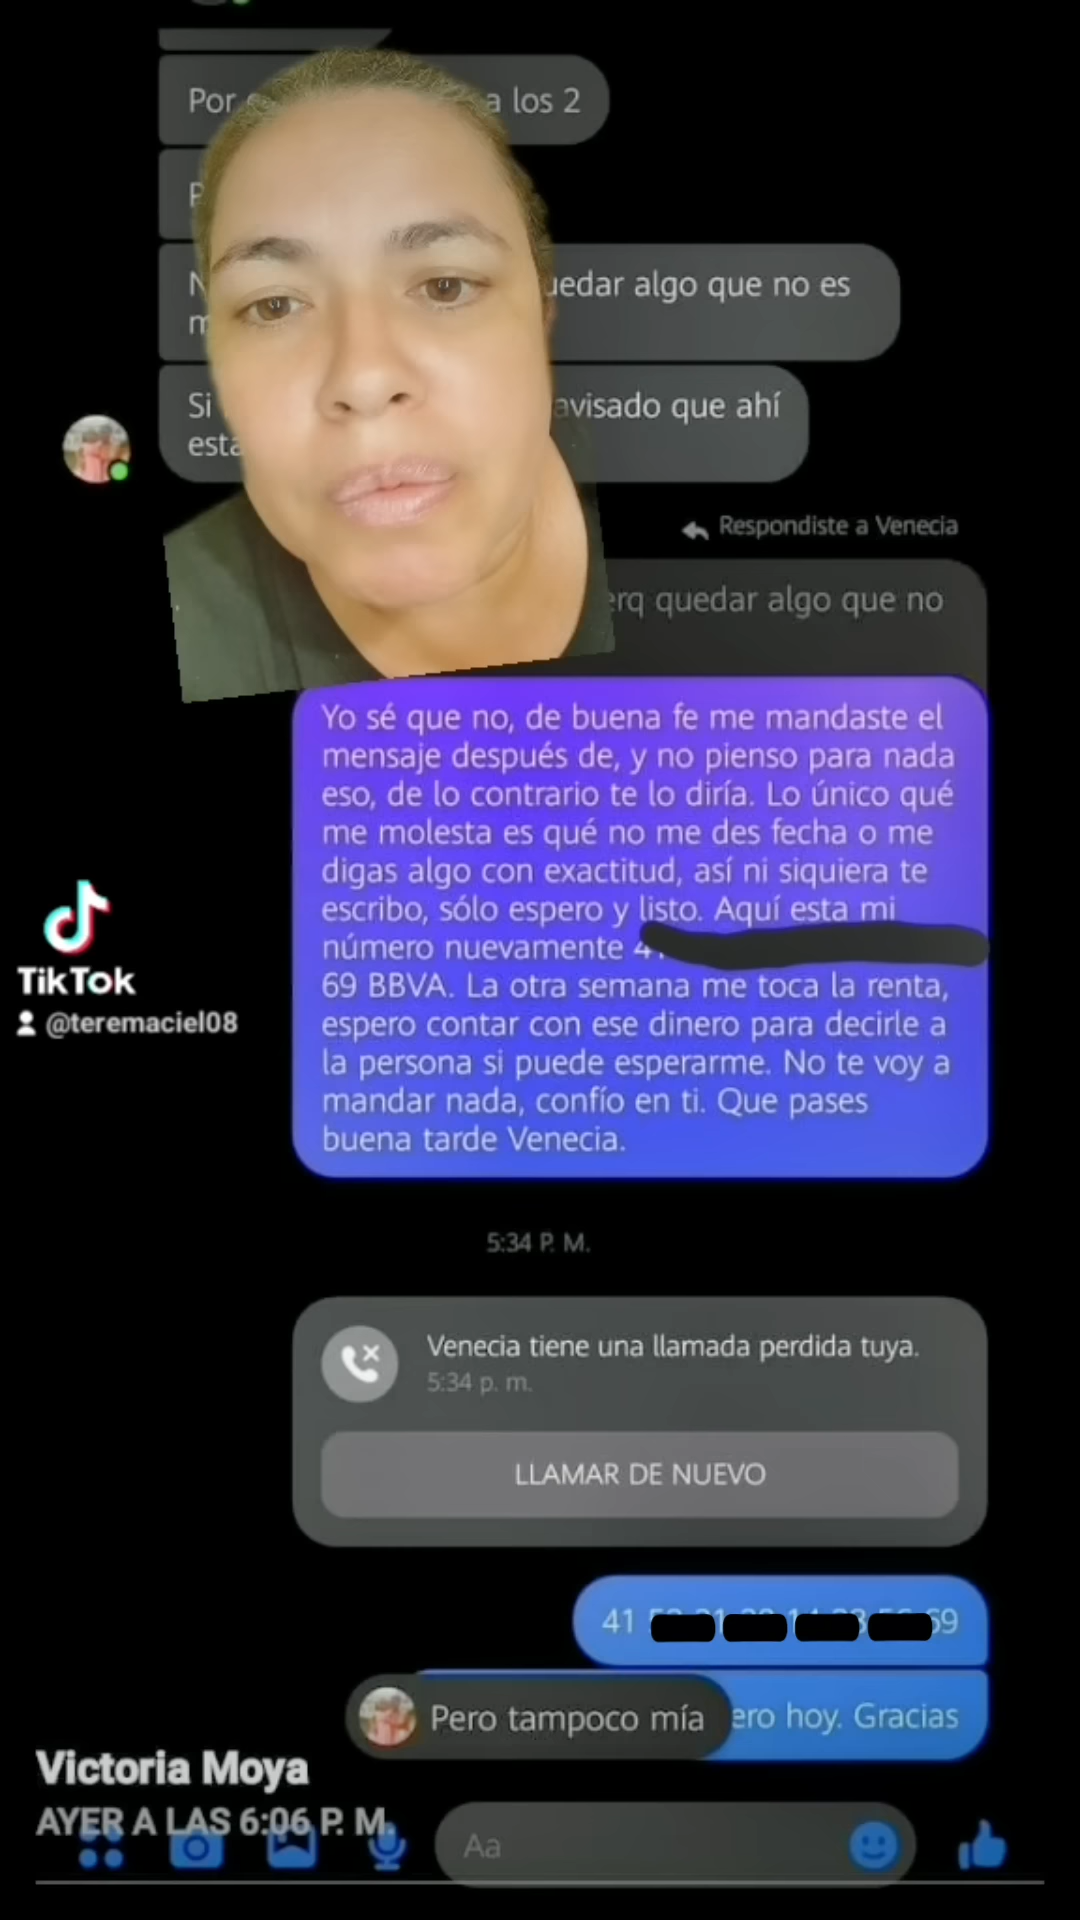 Por a los 2
quedar algo que no es
Si avisado que ahí
está
Respondiste a Venecia
quedar algo que no
Yo sé que no, de buena fe me mandaste el
mensaje después de, y no pienso para nada
eso, de lo contrario te lo diría. Lo único qué
me molesta es qué no me des fecha o me
digas algo con exactitud, así ni siquiera te
escribo, sólo espero y listo. Aquí esta mi
número nuevamente
69 BBVA. La otra semana me toca la renta,
espero contar con ese dinero para decirle a
la persona si puede esperarme. No te voy a
mandar nada, confío en ti. Que pases
buena tarde Venecia.
TikTok
@teremaciel08
5:34 P. M.
Venecia tiene una llamada perdida tuya.
5:34 p. m.
LLAMAR DE NUEVO
41 69
Pero tampoco mía
hoy. Gracias
Victoria Moya
AYER A LAS 6:06 P. M.
Aa